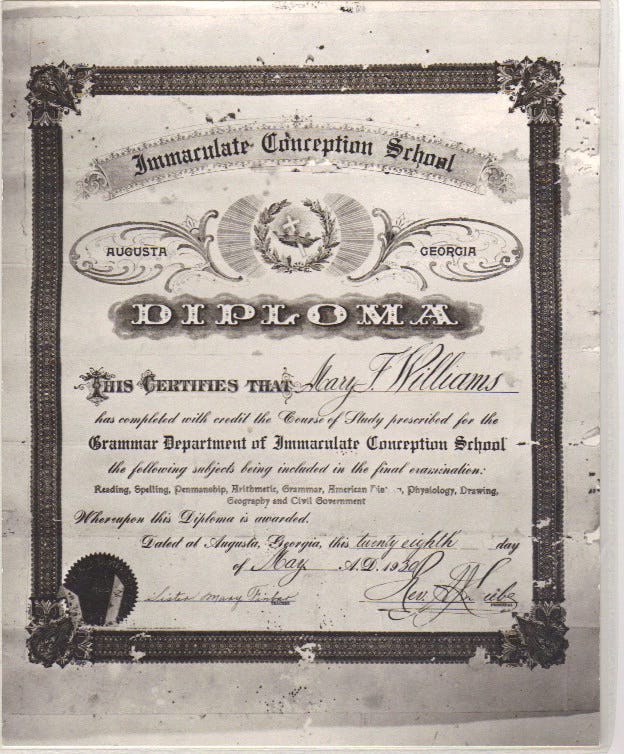 Immaculate Conception School
AUGUSTA GEORGIA
DIPLOMA
THIS CERTIFIES THAT Mary F. Williams
has completed with credit the Course of Study prescribed for the
Grammar Department of Immaculate Conception School
the following subjects being included in the final examination:
Reading, Spelling, Penmanship, Arithmetic, Grammar, American Physiology, Drawing,
Geography and Civil Government
Whereupon this Diploma is awarded.
Dated at Augusta, Georgia, this twenty eighth day
of May A.D. 1930
Sister Mary Rev.